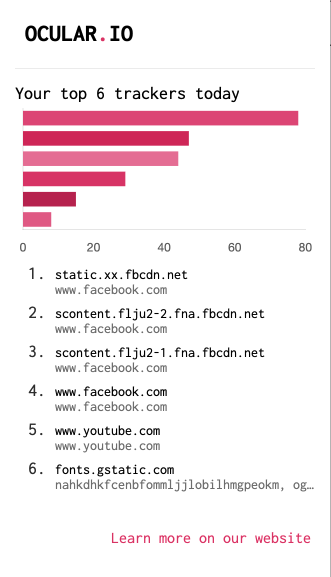 OCULAR.IO
Your top 6 trackers today
0 20 40 60 80
1. static.xx.fbcdn.net
www.facebook.com
2. scontent.flju2-2.fna.fbcdn.net
www.facebook.com
3. scontent.flju2-1.fna.fbcdn.net
www.facebook.com
4. www.facebook.com
www.facebook.com
5. www.youtube.com
www.youtube.com
6. fonts.gstatic.com
nahkdhkfcenbfommljjlobilhmgpeokm, og…
Learn more on our website